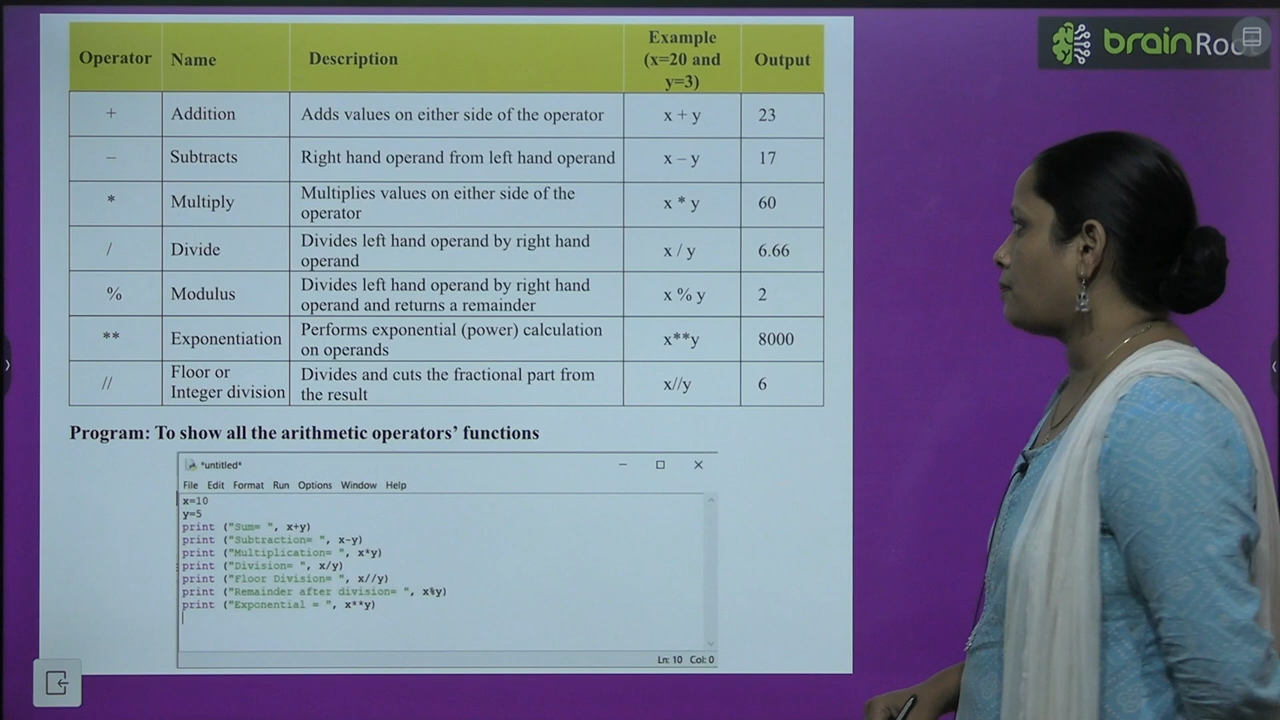 brainRoot
Operator Name Description Example (x=20 and y=3) Output
+ Addition Adds values on either side of the operator x + y 23
– Subtracts Right hand operand from left hand operand x – y 17
* Multiply Multiplies values on either side of the operator x * y 60
/ Divide Divides left hand operand by right hand operand x / y 6.66
% Modulus Divides left hand operand by right hand operand and returns a remainder x % y 2
** Exponentiation Performs exponential (power) calculation on operands x**y 8000
// Floor or Integer division Divides and cuts the fractional part from the result x//y 6
Program: To show all the arithmetic operators’ functions
*untitled*
File Edit Format Run Options Window Help
x=10
y=5
print ("Sum= ", x+y)
print ("Subtraction= ", x-y)
print ("Multiplication= ", x*y)
print ("Division= ", x/y)
print ("Floor Division= ", x//y)
print ("Remainder after division= ", x%y)
print ("Exponential = ", x**y)
Ln: 10 Col: 0